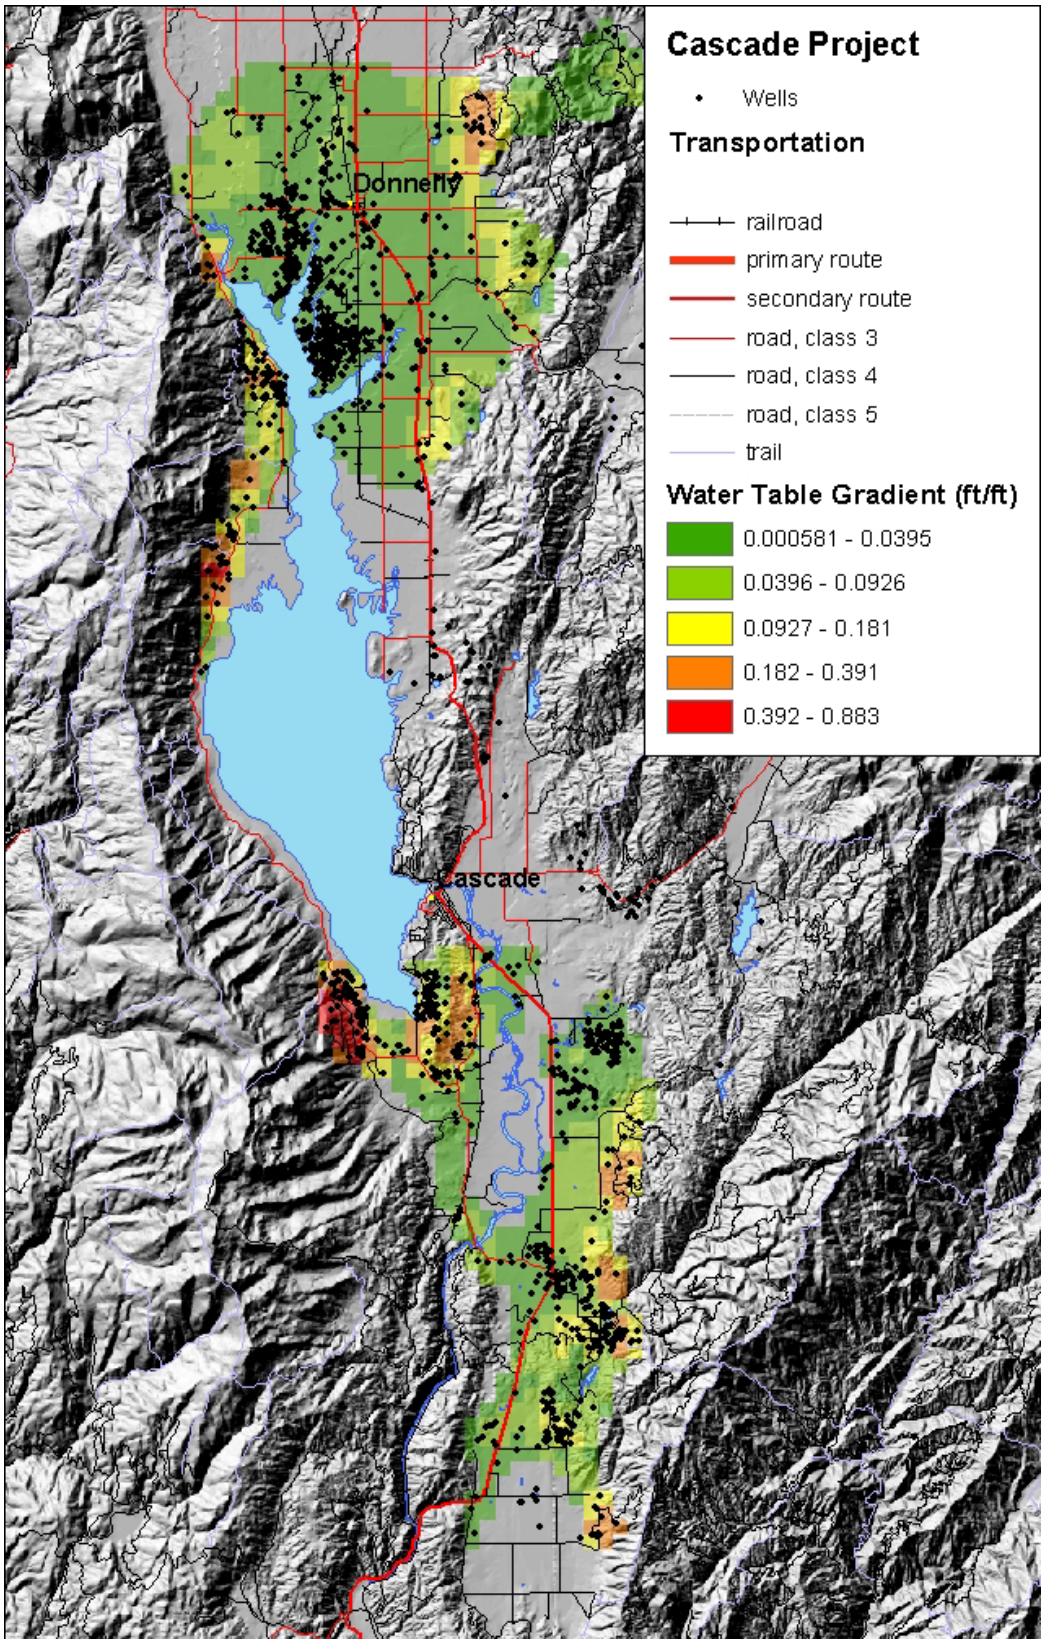 Cascade Project
Wells
Transportation
railroad
primary route
secondary route
road, class 3
road, class 4
road, class 5
trail
Water Table Gradient (ft/ft)
0.000581 - 0.0395
0.0396 - 0.0926
0.0927 - 0.181
0.182 - 0.391
0.392 - 0.883
Donnelly
Cascade